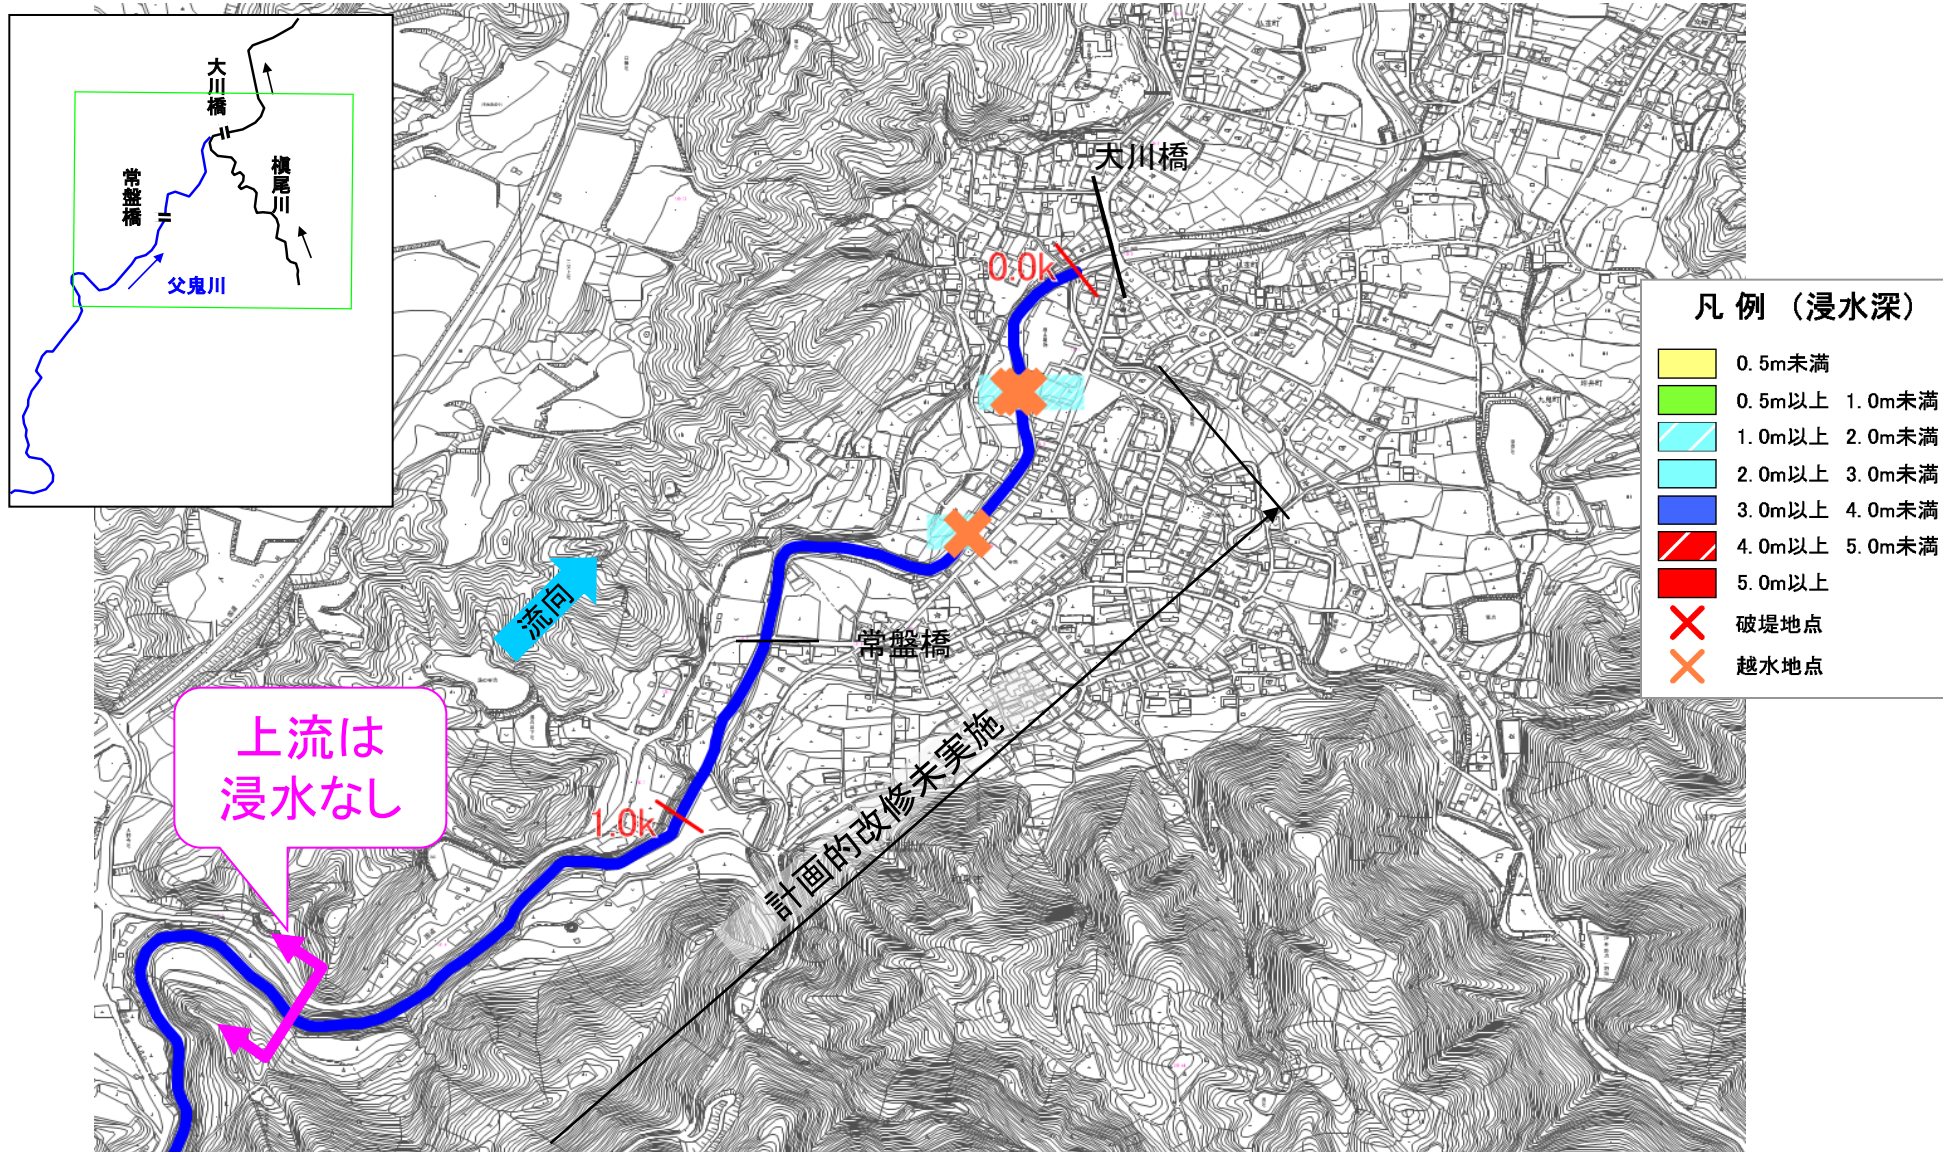 大川橋
常盤橋
槇尾川
父鬼川
大川橋
0.0k
常盤橋
流向
1.0k
上流は
浸水なし
計画的改修未実施
凡 例 （浸水深）
0.5m未満
0.5m以上 1.0m未満
1.0m以上 2.0m未満
2.0m以上 3.0m未満
3.0m以上 4.0m未満
4.0m以上 5.0m未満
5.0m以上
破堤地点
越水地点